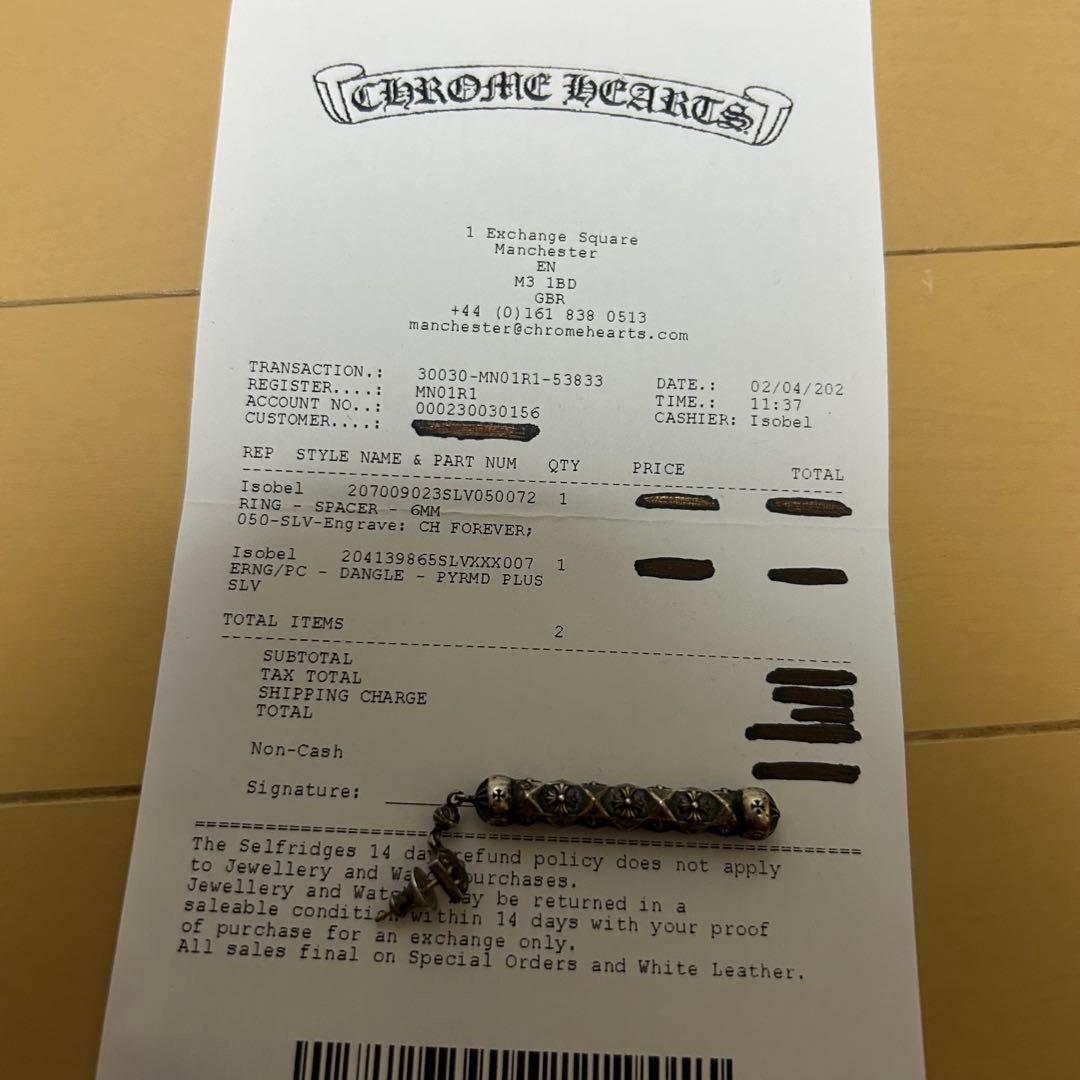 CHROME HEARTS
1 Exchange Square
Manchester
EN
M3 1BD
GBR
+44 (0)161 838 0513
manchester@chromehearts.com
TRANSACTION.: 30030-MN01R1-53833 DATE.: 02/04/202
REGISTER....: MN01R1 TIME.: 11:37
ACCOUNT NO..: 000230030156 CASHIER: Isobel
CUSTOMER....:
REP STYLE NAME & PART NUM QTY PRICE TOTAL
Isobel 207009023SLV050072 1
RING - SPACER - 6MM
050-SLV-Engrave: CH FOREVER;
Isobel 204139865SLVXXX007 1
ERNG/PC - DANGLE - PYRMD PLUS
SLV
TOTAL ITEMS 2
SUBTOTAL
TAX TOTAL
SHIPPING CHARGE
TOTAL
Non-Cash
Signature:
The Selfridges 14 day refund policy does not apply
to Jewellery and purchases.
Jewellery and may be returned in a
saleable condition within 14 days with your proof
of purchase for an exchange only.
All sales final on Special Orders and White Leather.